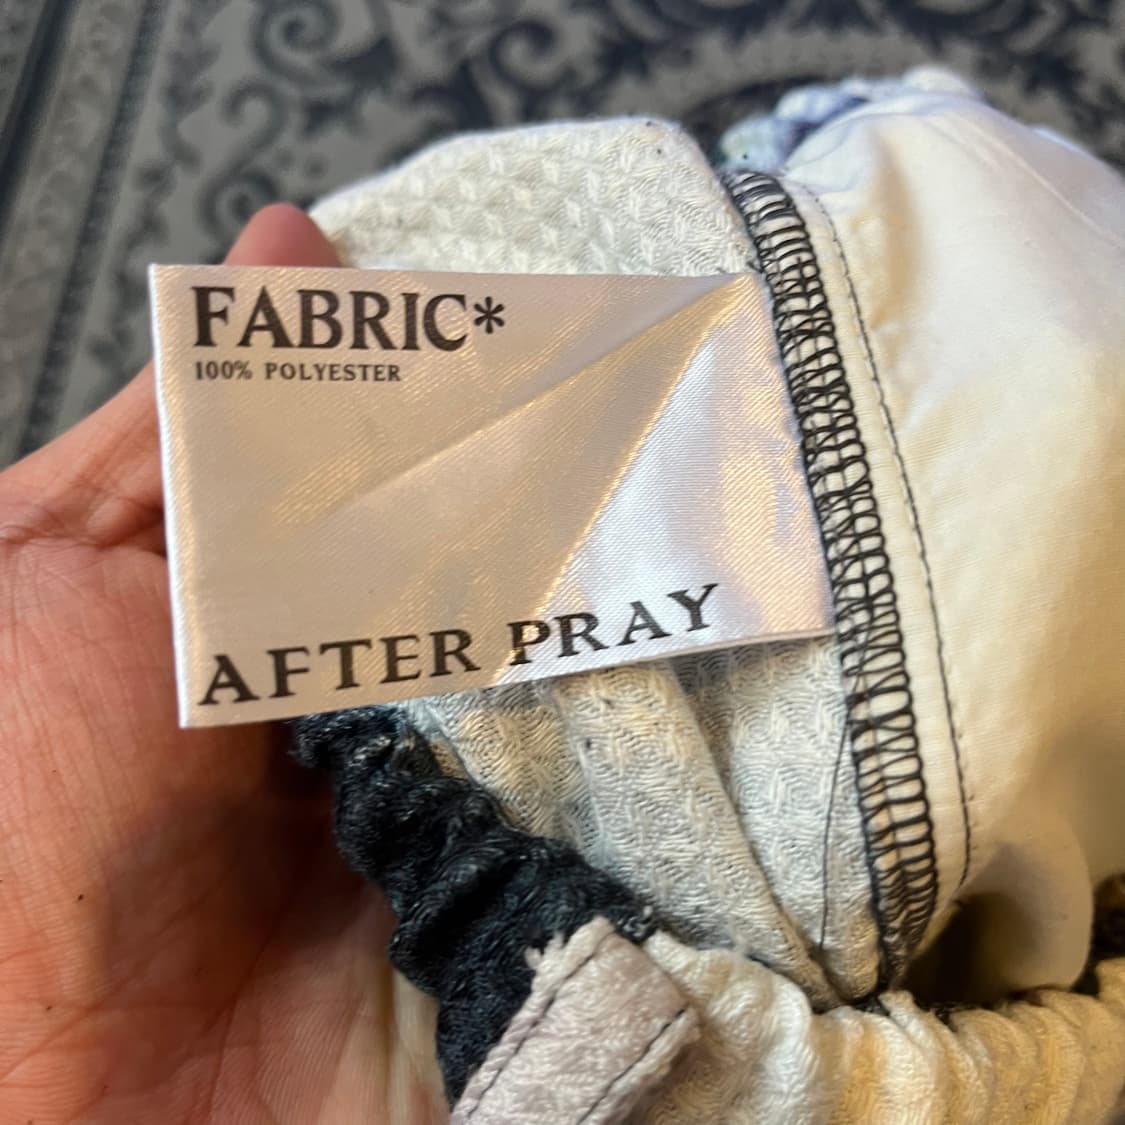 FABRIC*
100% POLYESTER
AFTER PRAY